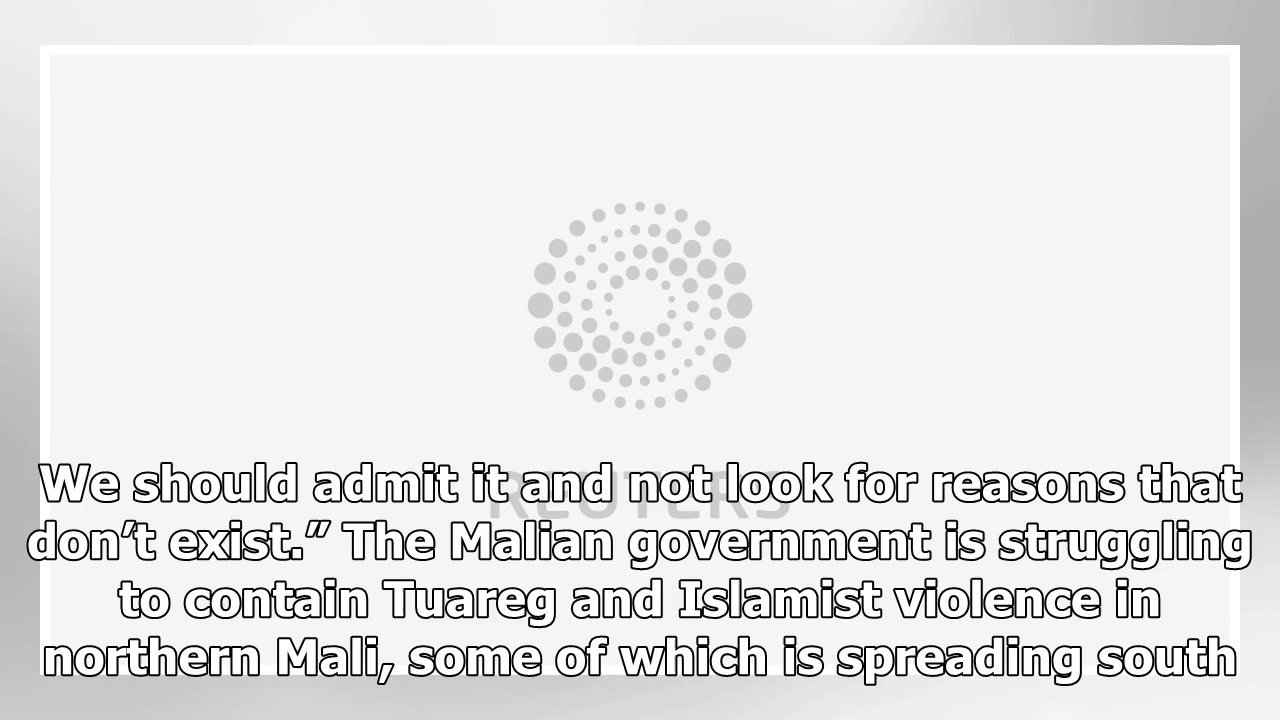 REUTERS
We should admit it and not look for reasons that
don’t exist.” The Malian government is struggling
to contain Tuareg and Islamist violence in
northern Mali, some of which is spreading south